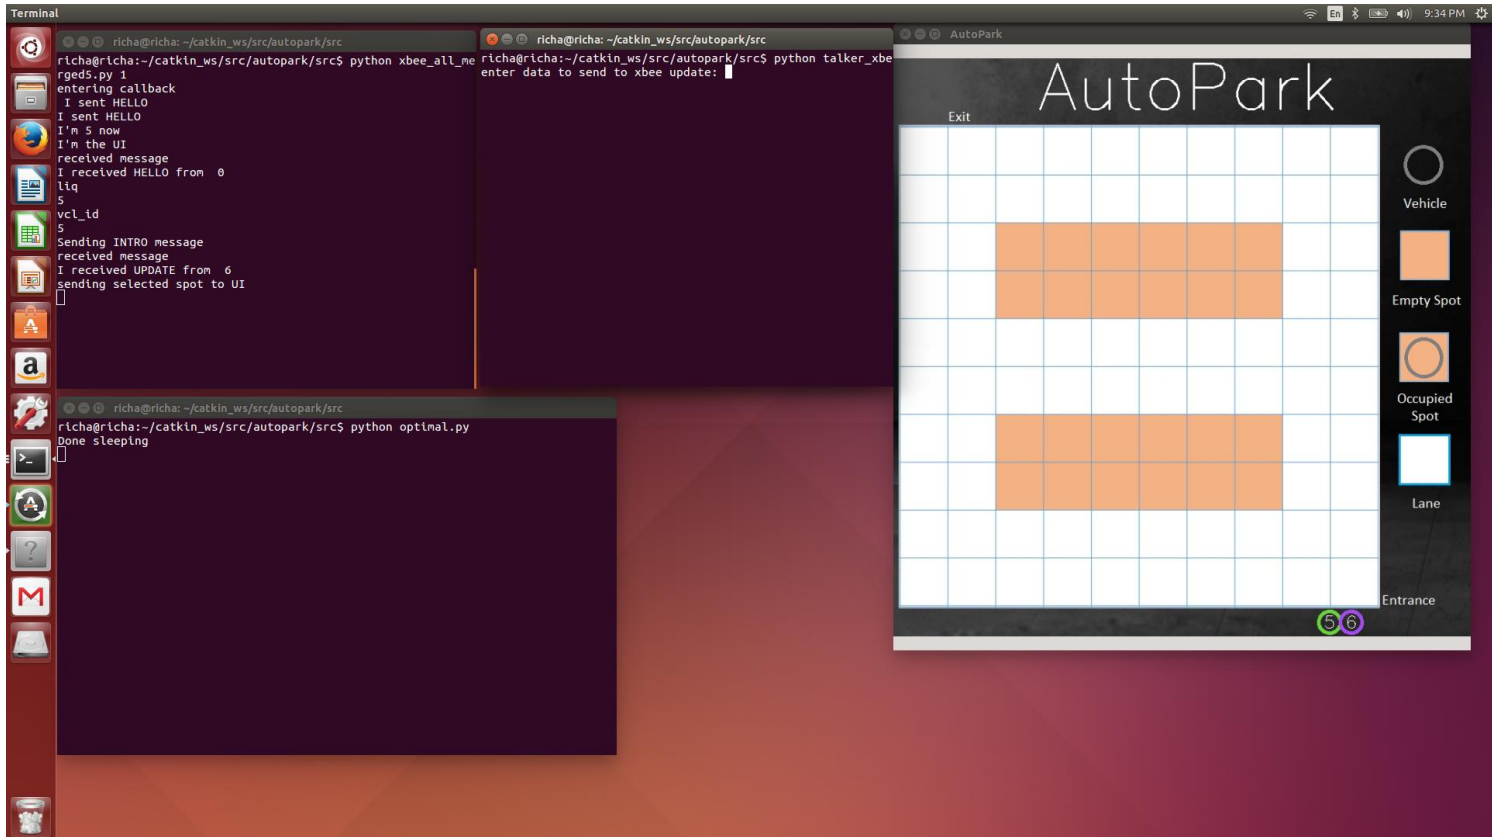 Terminal
En
9:34 PM
richa@richa: ~/catkin_ws/src/autopark/src
richa@richa:~/catkin_ws/src/autopark/src$ python xbee_all_me
rged5.py 1
entering callback
I sent HELLO
I sent HELLO
I'm 5 now
I'm the UI
received message
I received HELLO from  0
liq
5
vcl_id
5
Sending INTRO message
received message
I received UPDATE from  6
sending selected spot to UI
richa@richa: ~/catkin_ws/src/autopark/src
richa@richa:~/catkin_ws/src/autopark/src$ python talker_xbe
enter data to send to xbee update:
richa@richa: ~/catkin_ws/src/autopark/src
richa@richa:~/catkin_ws/src/autopark/src$ python optimal.py
Done sleeping
AutoPark
AutoPark
Exit
Vehicle
Empty Spot
Occupied
Spot
Lane
Entrance
5 6